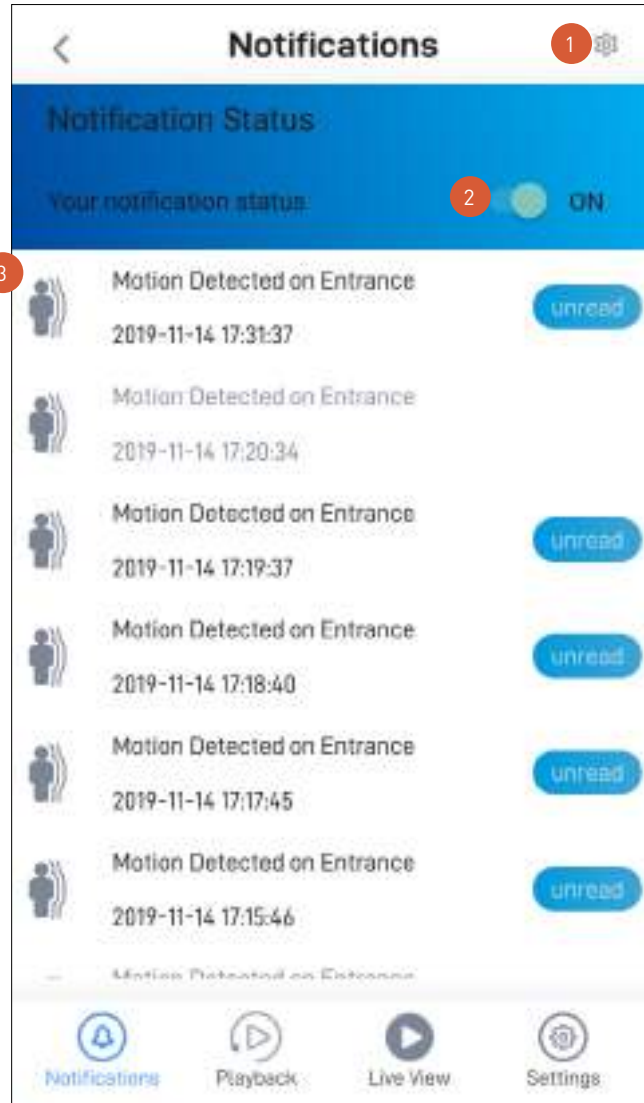 Notifications
1
Notification Status
Your notification status
2
ON
3
Motion Detected on Entrance
unread
2019-11-14 17:31:37
Motion Detected on Entrance
2019-11-14 17:20:34
Motion Detected on Entrance
unread
2019-11-14 17:19:37
Motion Detected on Entrance
unread
2019-11-14 17:18:40
Motion Detected on Entrance
unread
2019-11-14 17:17:45
Motion Detected on Entrance
unread
2019-11-14 17:15:46
Motion Detected on Entrance
Notifications
Playback
Live View
Settings